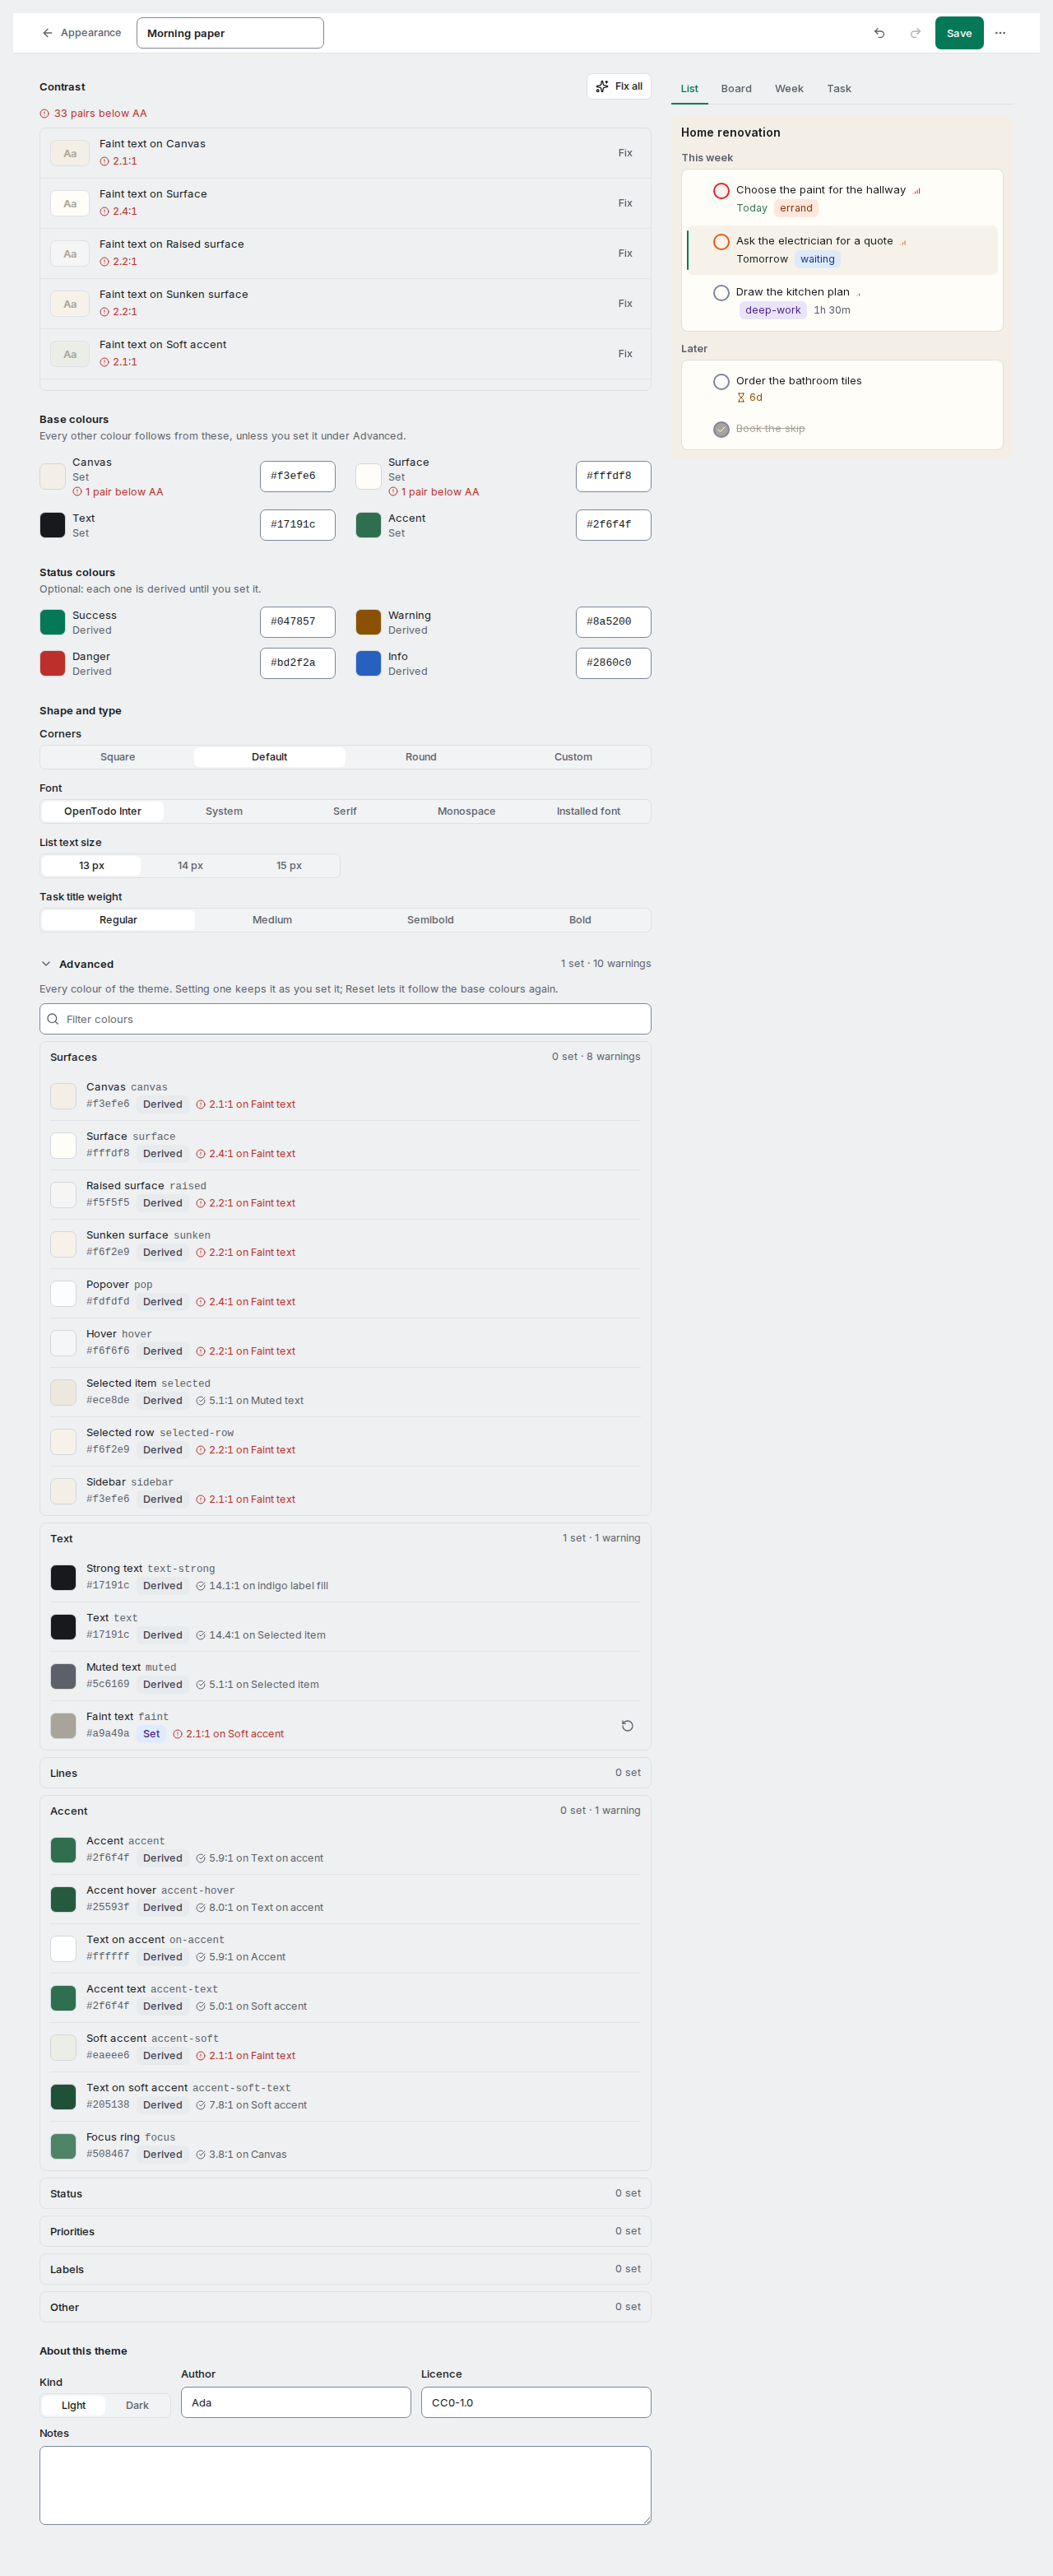 Appearance
Morning paper
Save
Contrast
Fix all
33 pairs below AA
Aa
Faint text on Canvas
2.1:1
Fix
Aa
Faint text on Surface
2.4:1
Fix
Aa
Faint text on Raised surface
2.2:1
Fix
Aa
Faint text on Sunken surface
2.2:1
Fix
Aa
Faint text on Soft accent
2.1:1
Fix
Base colours
Every other colour follows from these, unless you set it under Advanced.
Canvas
Set
1 pair below AA
#f3efe6
Surface
Set
1 pair below AA
#fffdf8
Text
Set
#17191c
Accent
Set
#2f6f4f
Status colours
Optional: each one is derived until you set it.
Success
Derived
#047857
Warning
Derived
#8a5200
Danger
Derived
#bd2f2a
Info
Derived
#2860c0
Shape and type
Corners
Square Default Round Custom
Font
OpenTodo Inter System Serif Monospace Installed font
List text size
13 px 14 px 15 px
Task title weight
Regular Medium Semibold Bold
Advanced
1 set · 10 warnings
Every colour of the theme. Setting one keeps it as you set it; Reset lets it follow the base colours again.
Filter colours
Surfaces
0 set · 8 warnings
Canvas canvas
#f3efe6 Derived 2.1:1 on Faint text
Surface surface
#fffdf8 Derived 2.4:1 on Faint text
Raised surface raised
#f5f5f5 Derived 2.2:1 on Faint text
Sunken surface sunken
#f6f2e9 Derived 2.2:1 on Faint text
Popover pop
#fdfdfd Derived 2.4:1 on Faint text
Hover hover
#f6f6f6 Derived 2.2:1 on Faint text
Selected item selected
#ece8de Derived 5.1:1 on Muted text
Selected row selected-row
#f6f2e9 Derived 2.2:1 on Faint text
Sidebar sidebar
#f3efe6 Derived 2.1:1 on Faint text
Text
1 set · 1 warning
Strong text text-strong
#17191c Derived 14.1:1 on indigo label fill
Text text
#17191c Derived 14.4:1 on Selected item
Muted text muted
#5c6169 Derived 5.1:1 on Selected item
Faint text faint
#a9a49a Set 2.1:1 on Soft accent
Lines
0 set
Accent
0 set · 1 warning
Accent accent
#2f6f4f Derived 5.9:1 on Text on accent
Accent hover accent-hover
#25593f Derived 8.0:1 on Text on accent
Text on accent on-accent
#ffffff Derived 5.9:1 on Accent
Accent text accent-text
#2f6f4f Derived 5.0:1 on Soft accent
Soft accent accent-soft
#eaeee6 Derived 2.1:1 on Faint text
Text on soft accent accent-soft-text
#205138 Derived 7.8:1 on Soft accent
Focus ring focus
#508467 Derived 3.8:1 on Canvas
Status
0 set
Priorities
0 set
Labels
0 set
Other
0 set
About this theme
Kind
Light Dark
Author
Ada
Licence
CC0-1.0
Notes
List Board Week Task
Home renovation
This week
Choose the paint for the hallway
Today errand
Ask the electrician for a quote
Tomorrow waiting
Draw the kitchen plan
deep-work 1h 30m
Later
Order the bathroom tiles
6d
Book the skip